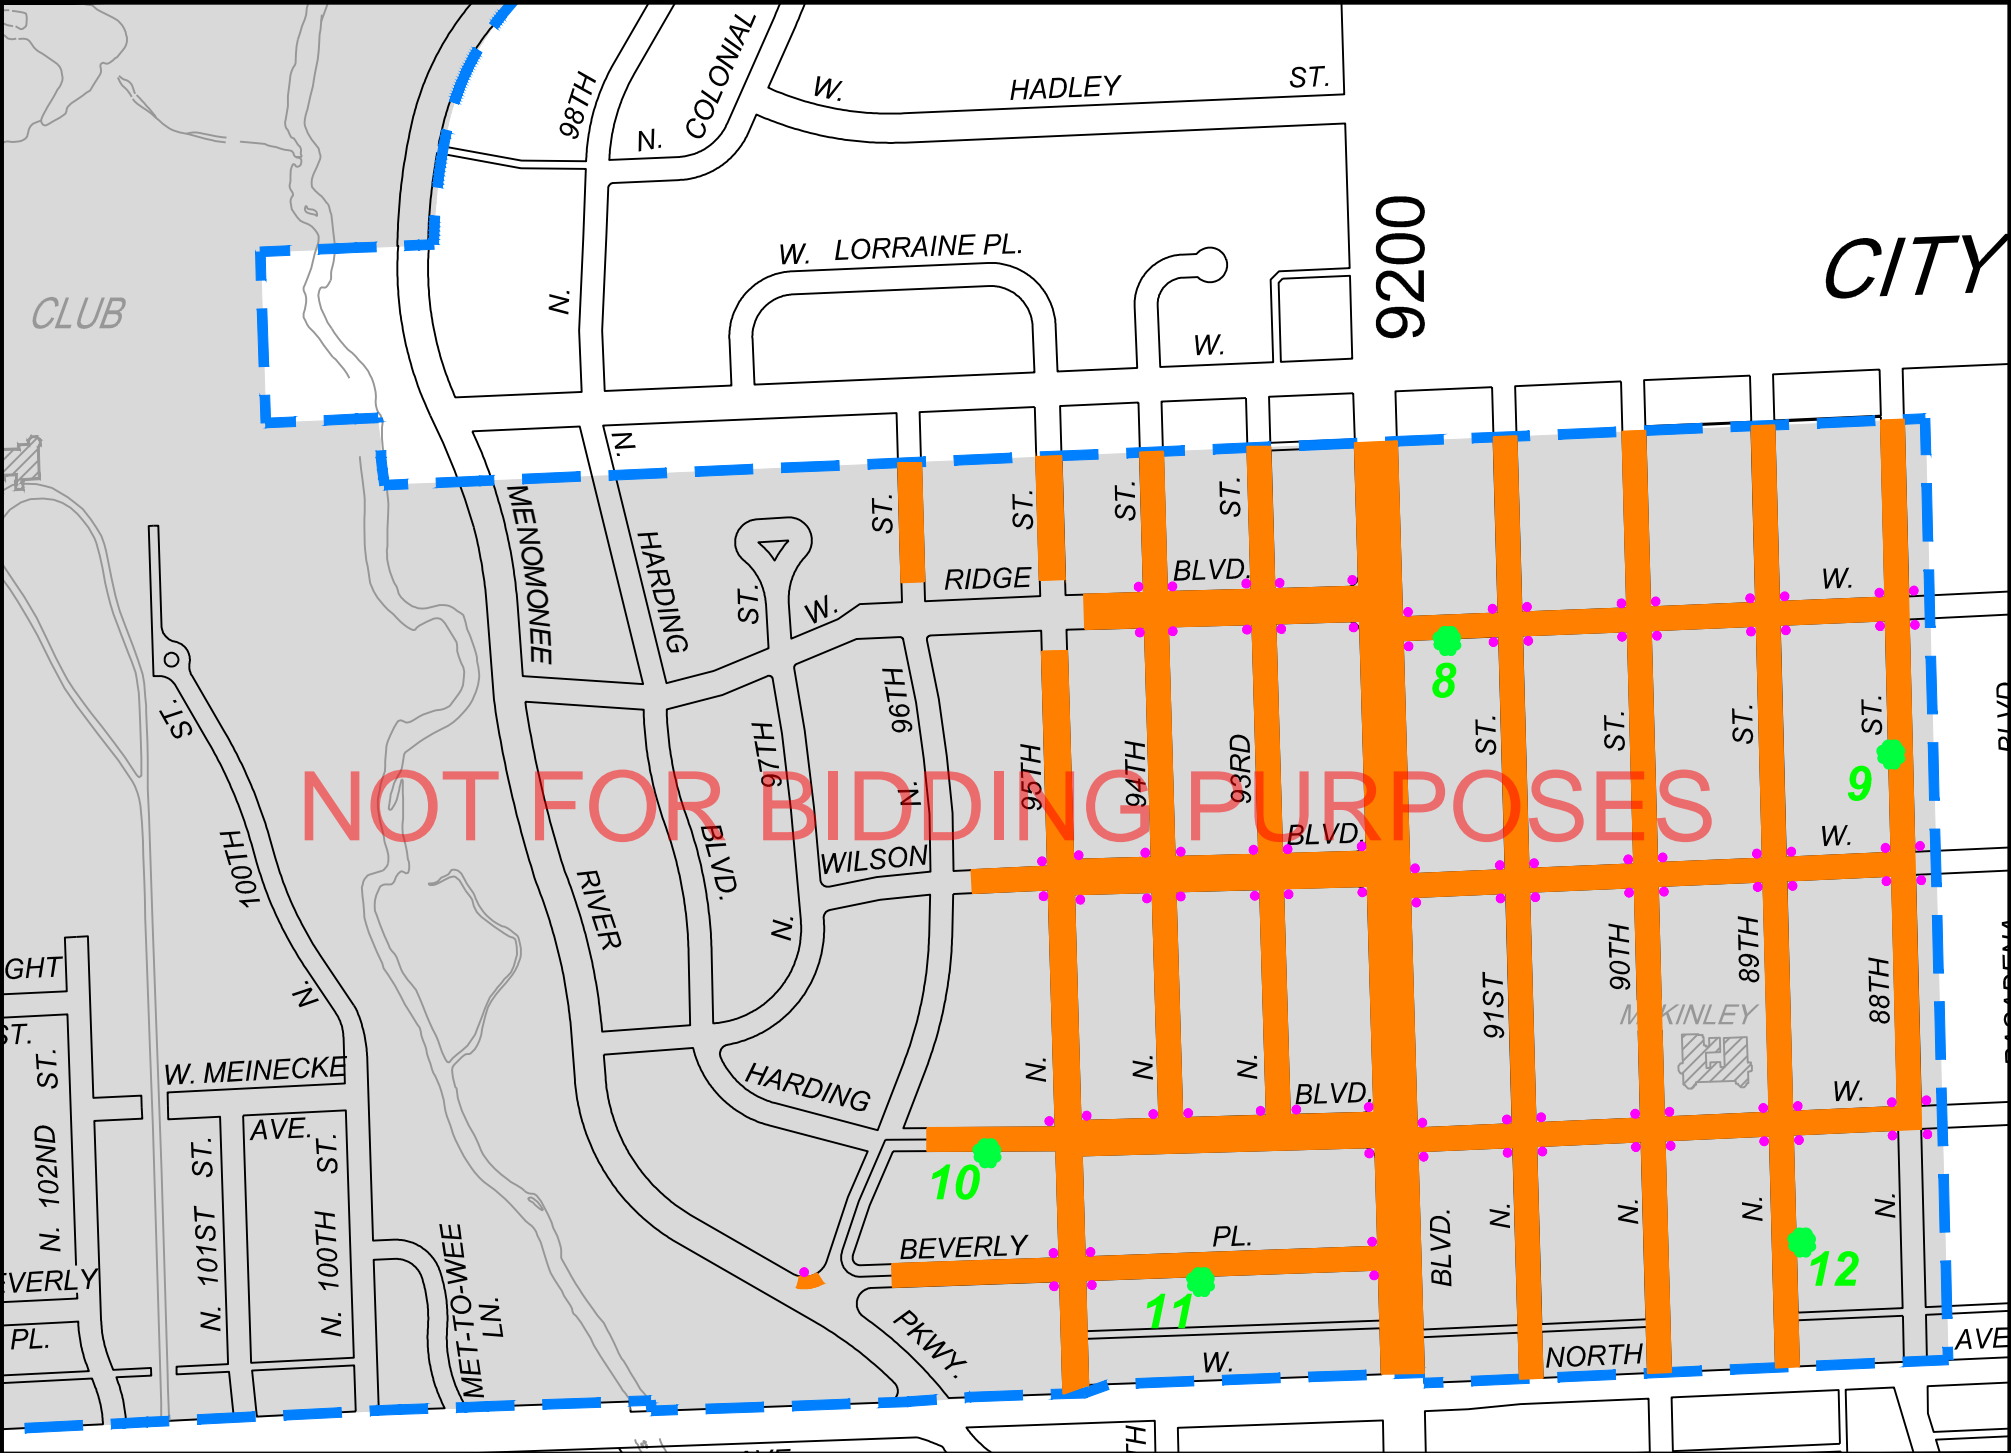 98TH
COLONIAL
W. HADLEY ST.
N.
9200
CITY
W. LORRAINE PL.
N.
CLUB
W.
N.
ST.
ST.
ST.
ST.
MENOMONEE
HARDING
ST.
W. RIDGE BLVD.
W.
ST.
8
96TH
97TH
95TH
94TH
93RD
ST.
ST.
ST.
ST.
9
BLVD.
NOT FOR BIDDING PURPOSES
N.
WILSON BLVD.
W.
100TH
BLVD.
RIVER
N.
GHT
N.
91ST
90TH
89TH
88TH
ST.
ST.
W. MEINECKE
AVE.
N.
N.
N.
MCKINLEY
HARDING
BLVD.
W.
N. 102ND
N. 101ST ST.
N. 100TH ST.
10
BEVERLY PL.
BLVD.
N.
N.
N.
N.
12
EVERLY
PL.
MET-TO-WEE
LN.
11
PKWY.
W. NORTH AVE
TH